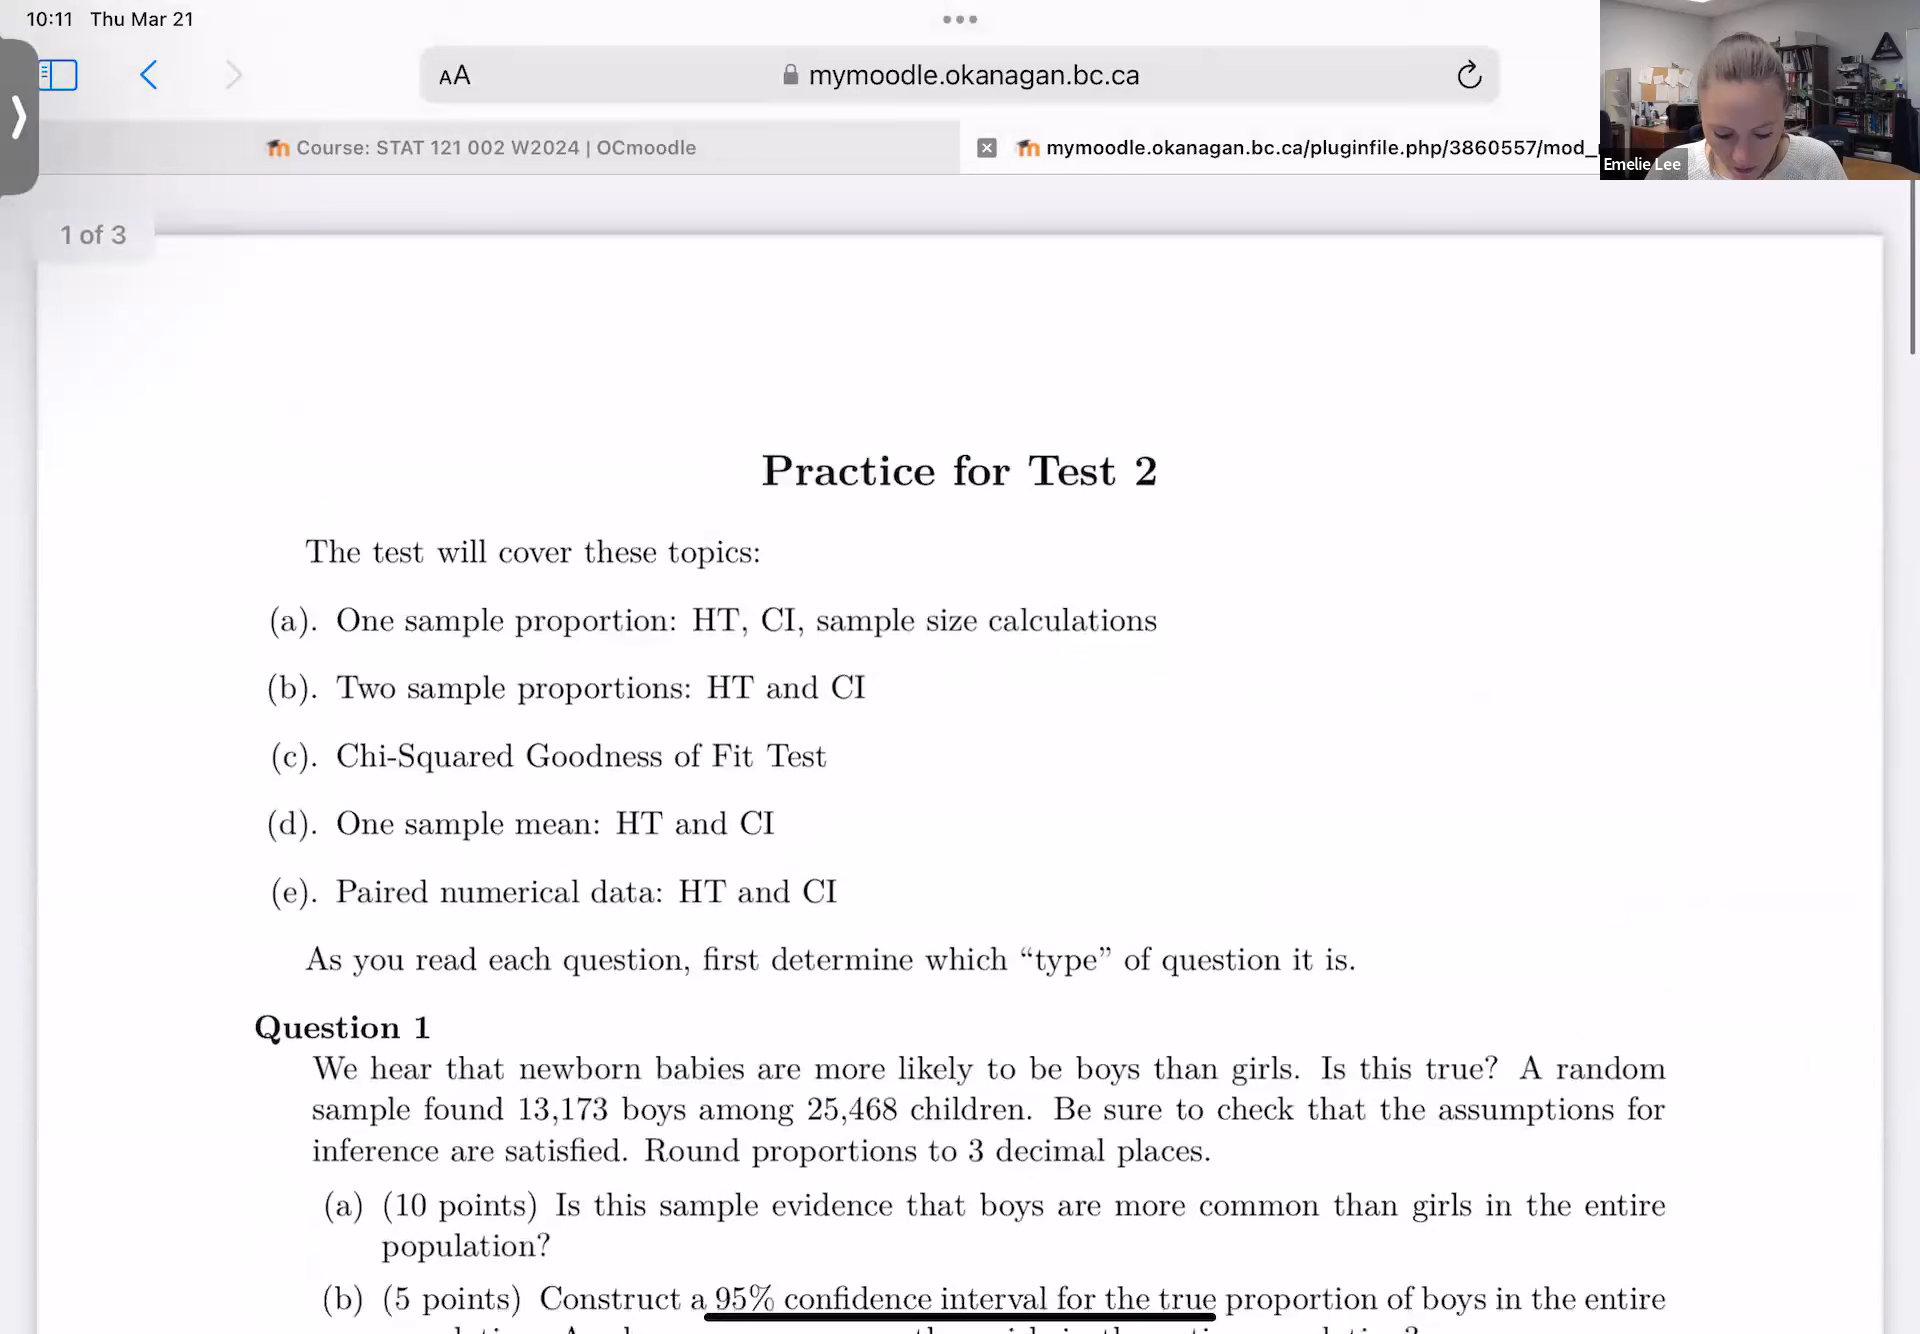 10:11 Thu Mar 21
AA mymoodle.okanagan.bc.ca
Course: STAT 121 002 W2024 | OCmoodle
mymoodle.okanagan.bc.ca/pluginfile.php/3860557/mod_
Emelie Lee
1 of 3
Practice for Test 2
The test will cover these topics:
(a). One sample proportion: HT, CI, sample size calculations
(b). Two sample proportions: HT and CI
(c). Chi-Squared Goodness of Fit Test
(d). One sample mean: HT and CI
(e). Paired numerical data: HT and CI
As you read each question, first determine which “type” of question it is.
Question 1
We hear that newborn babies are more likely to be boys than girls. Is this true? A random
sample found 13,173 boys among 25,468 children. Be sure to check that the assumptions for
inference are satisfied. Round proportions to 3 decimal places.
(a) (10 points) Is this sample evidence that boys are more common than girls in the entire
population?
(b) (5 points) Construct a 95% confidence interval for the true proportion of boys in the entire